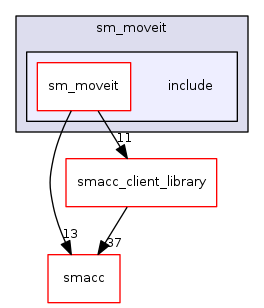 sm_moveit
sm_moveit
include
11
smacc_client_library
13
37
smacc